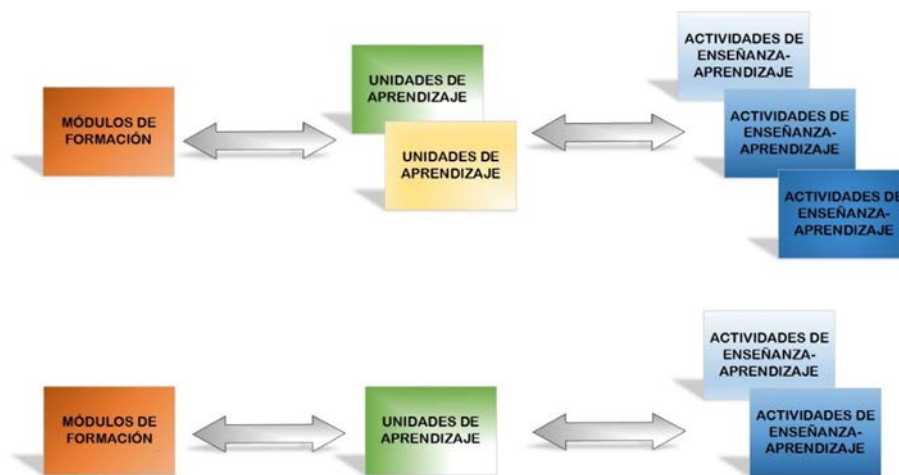 MÓDULOS DE
FORMACIÓN
UNIDADES DE
APRENDIZAJE
UNIDADES DE
APRENDIZAJE
ACTIVIDADES DE
ENSEÑANZA-
APRENDIZAJE
ACTIVIDADES DE
ENSEÑANZA-
APRENDIZAJE
ACTIVIDADES DE
ENSEÑANZA-
APRENDIZAJE
MÓDULOS DE
FORMACIÓN
UNIDADES DE
APRENDIZAJE
ACTIVIDADES DE
ENSEÑANZA-
APRENDIZAJE
ACTIVIDADES DE
ENSEÑANZA-
APRENDIZAJE